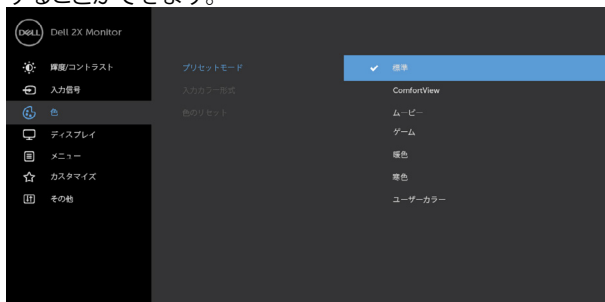 することができます。
DELL Dell 2X Monitor
輝度/コントラスト
プリセットモード
標準
入力信号
入力カラー形式
ComfortView
色
色のリセット
ムービー
ディスプレイ
ゲーム
メニュー
暖色
カスタマイズ
寒色
その他
ユーザーカラー